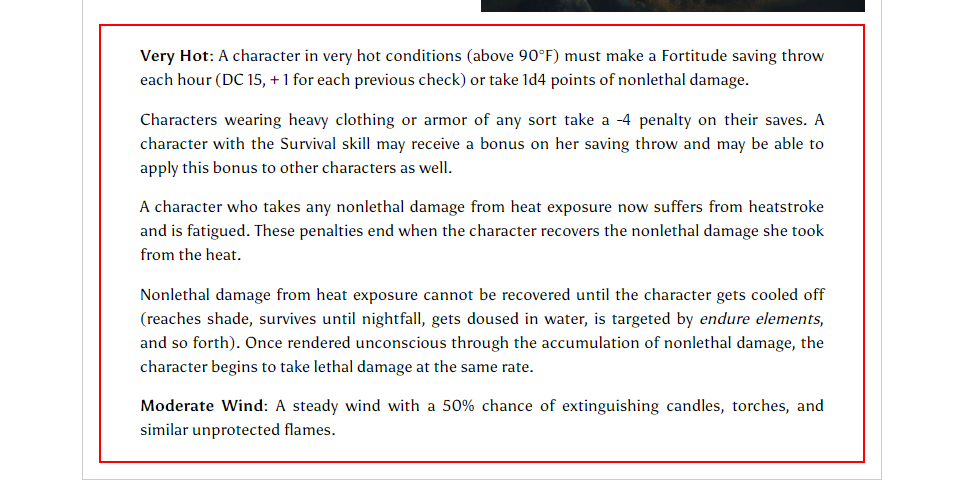 Very Hot: A character in very hot conditions (above 90°F) must make a Fortitude saving throw
each hour (DC 15, + 1 for each previous check) or take 1d4 points of nonlethal damage.
Characters wearing heavy clothing or armor of any sort take a -4 penalty on their saves. A
character with the Survival skill may receive a bonus on her saving throw and may be able to
apply this bonus to other characters as well.
A character who takes any nonlethal damage from heat exposure now suffers from heatstroke
and is fatigued. These penalties end when the character recovers the nonlethal damage she took
from the heat.
Nonlethal damage from heat exposure cannot be recovered until the character gets cooled off
(reaches shade, survives until nightfall, gets doused in water, is targeted by endure elements,
and so forth). Once rendered unconscious through the accumulation of nonlethal damage, the
character begins to take lethal damage at the same rate.
Moderate Wind: A steady wind with a 50% chance of extinguishing candles, torches, and
similar unprotected flames.